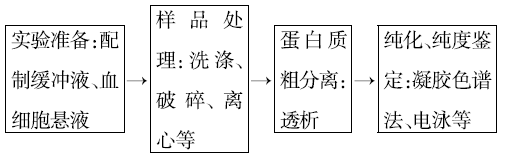 实验准备:配
制缓冲液、血
细胞悬液
样品处
理:洗涤、
破碎、离
心等
蛋白质
粗分离:
透析
纯化、纯度鉴
定:凝胶色谱
法、电泳等